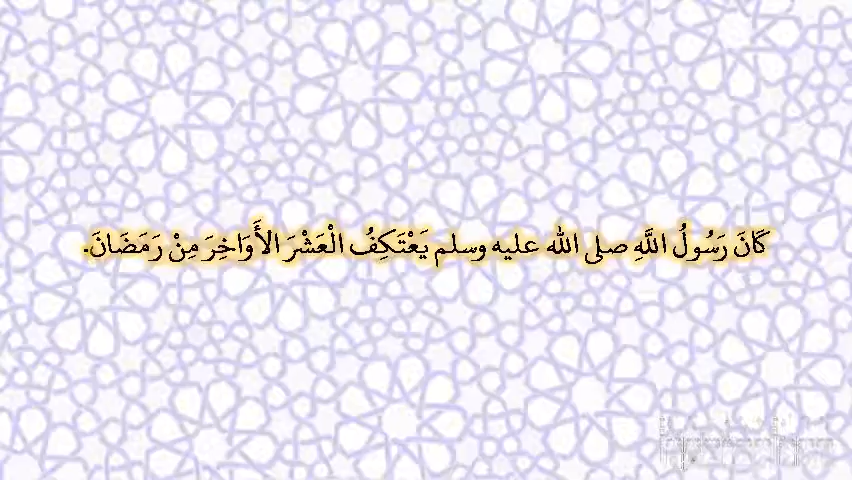 كَانَ رَسُولُ اللَّهِ صلى الله عليه وسلم يَعْتَكِفُ الْعَشْرَ الأَوَاخِرَ مِنْ رَمَضَانَ.